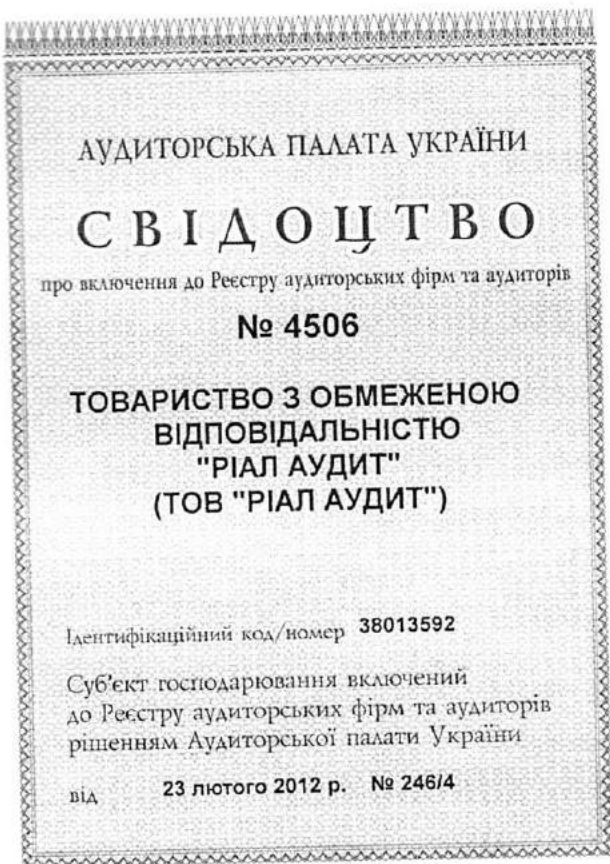 АУДИТОРСЬКА ПАЛАТА УКРАЇНИ
СВІДОЦТВО
про включення до Реєстру аудиторських фірм та аудиторів
№ 4506
ТОВАРИСТВО З ОБМЕЖЕНОЮ
ВІДПОВІДАЛЬНІСТЮ
"РІАЛ АУДИТ"
(ТОВ "РІАЛ АУДИТ")
Ідентифікаційний код/номер 38013592
Суб'єкт господарювання включений
до Реєстру аудиторських фірм та аудиторів
рішенням Аудиторської палати України
від 23 лютого 2012 р. № 246/4